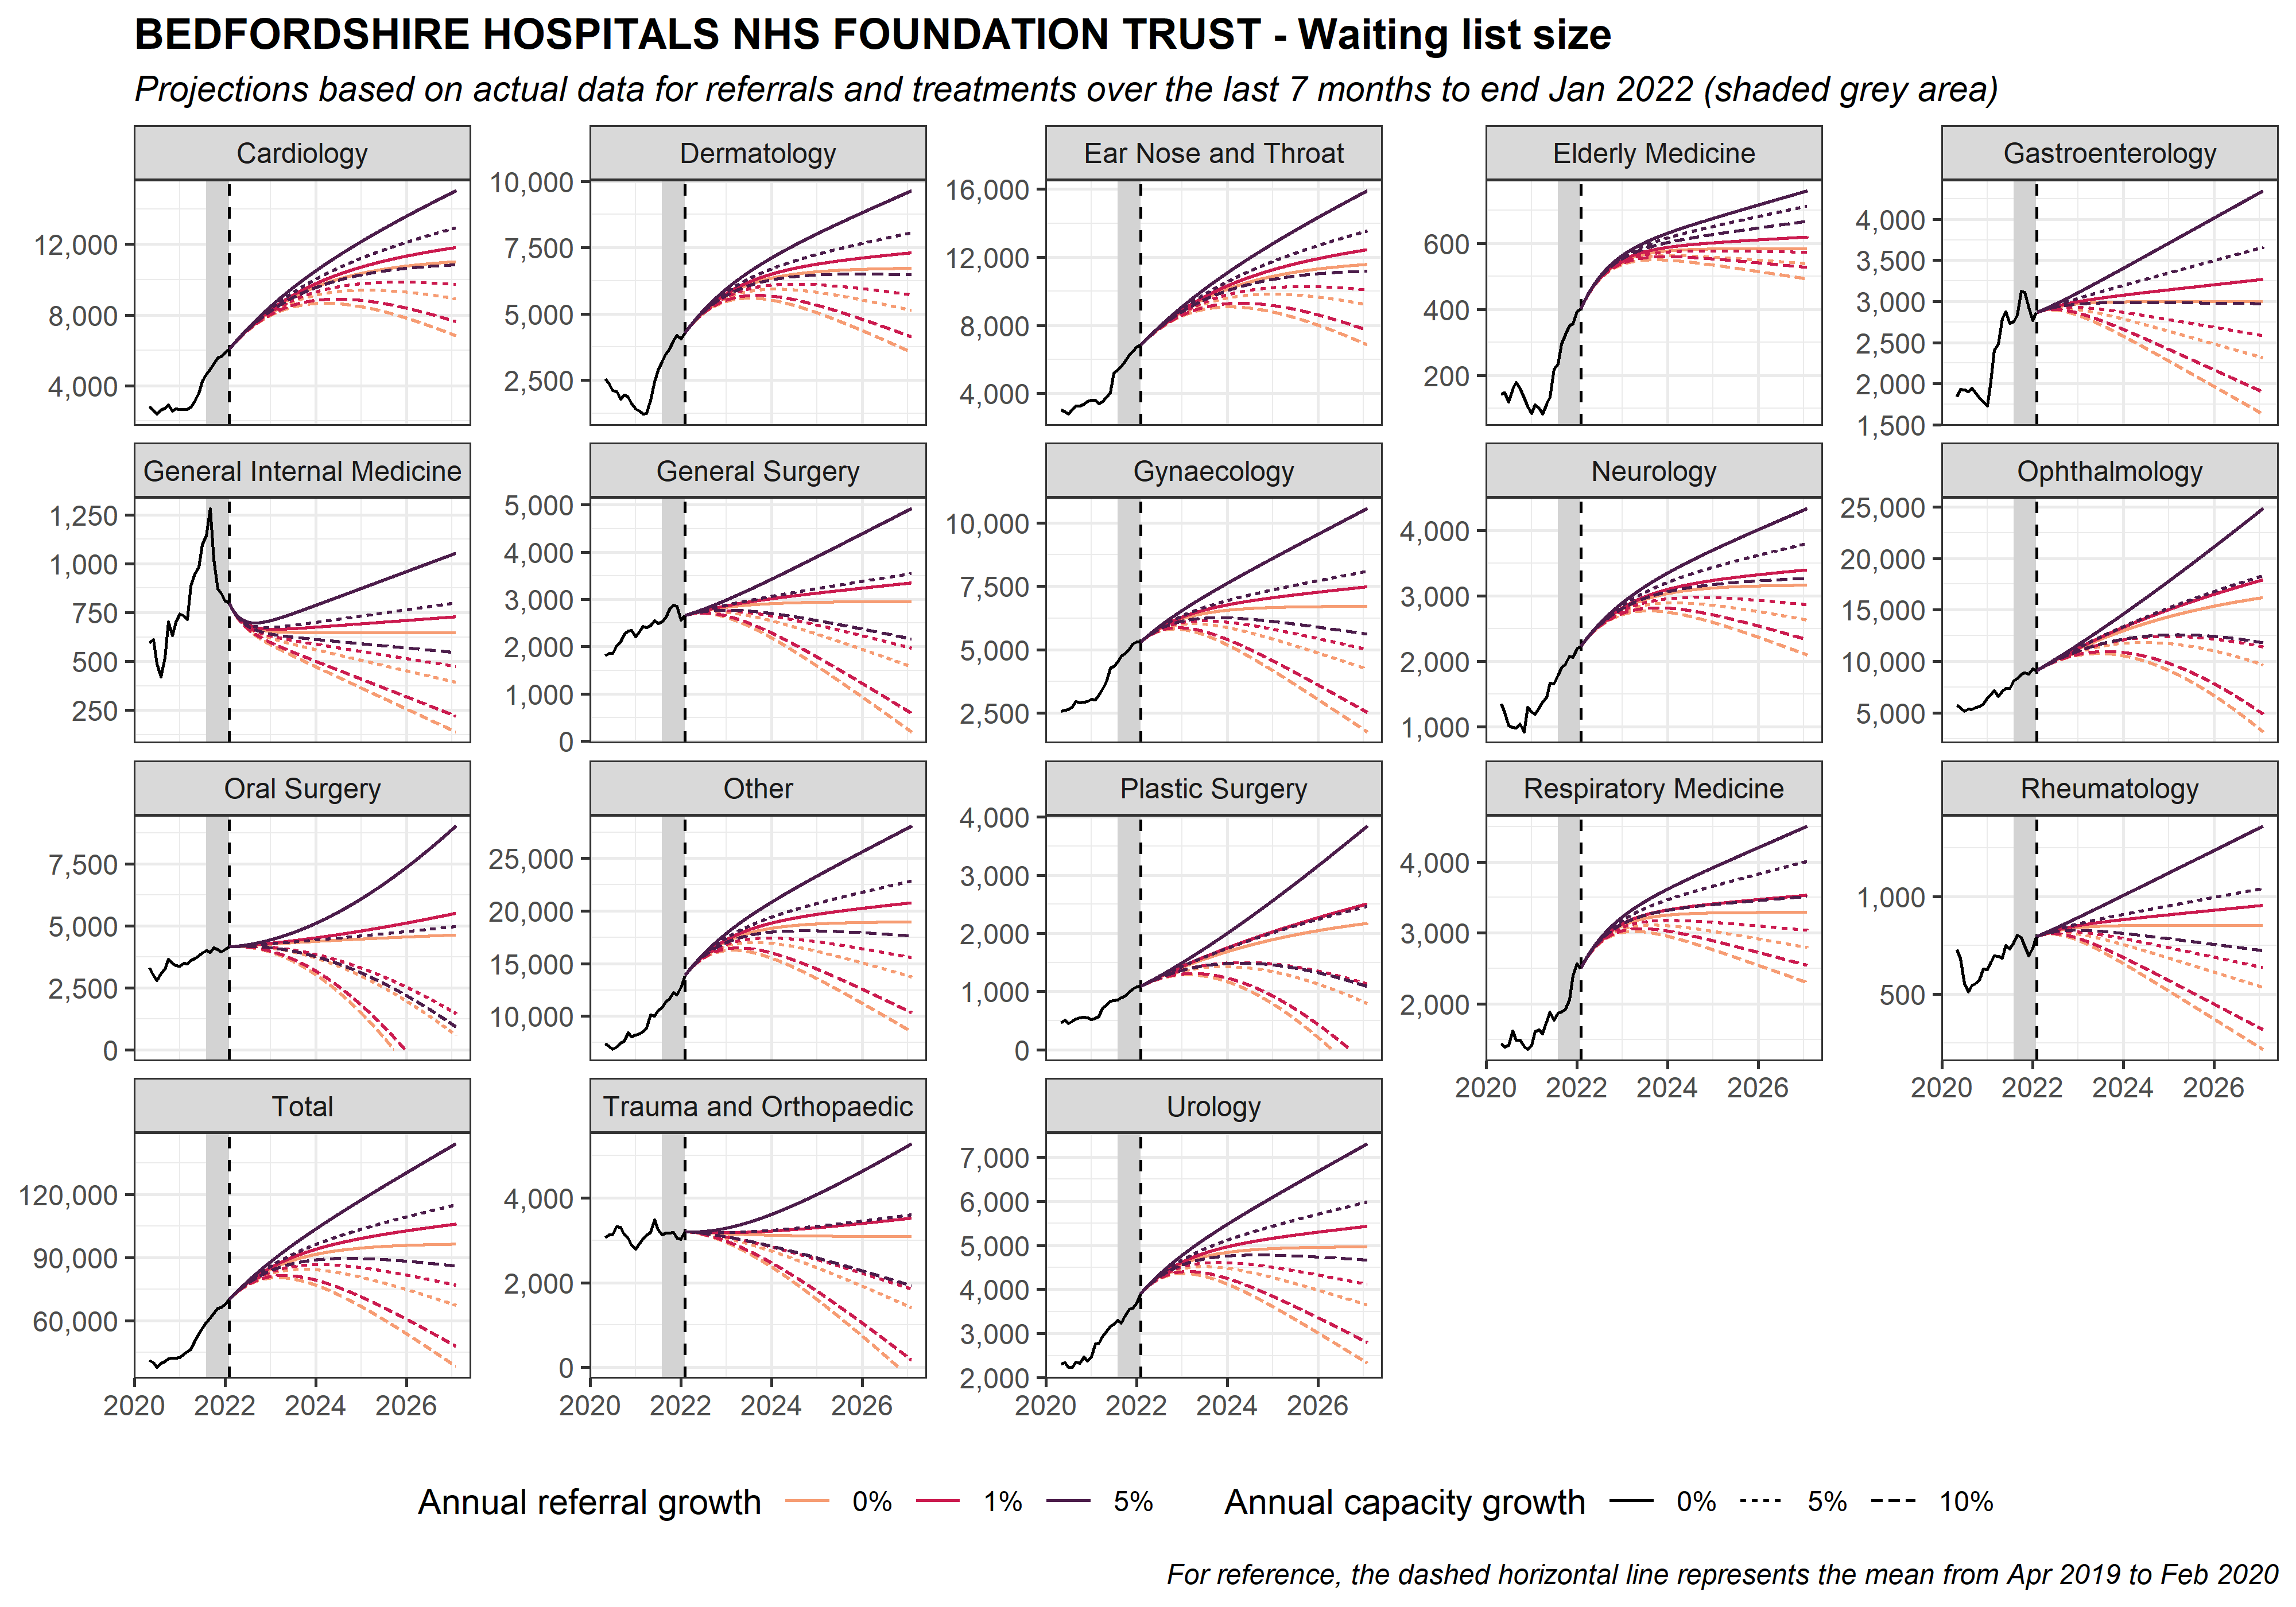 BEDFORDSHIRE HOSPITALS NHS FOUNDATION TRUST - Waiting list size
Projections based on actual data for referrals and treatments over the last 7 months to end Jan 2022 (shaded grey area)
Cardiology
12,000
8,000
4,000
Dermatology
10,000
7,500
5,000
2,500
Ear Nose and Throat
16,000
12,000
8,000
4,000
Elderly Medicine
600
400
200
Gastroenterology
4,000
3,500
3,000
2,500
2,000
1,500
General Internal Medicine
1,250
1,000
750
500
250
General Surgery
5,000
4,000
3,000
2,000
1,000
0
Gynaecology
10,000
7,500
5,000
2,500
Neurology
4,000
3,000
2,000
1,000
Ophthalmology
25,000
20,000
15,000
10,000
5,000
Oral Surgery
7,500
5,000
2,500
0
Other
25,000
20,000
15,000
10,000
Plastic Surgery
4,000
3,000
2,000
1,000
0
Respiratory Medicine
4,000
3,000
2,000
2020 2022 2024 2026
Rheumatology
1,000
500
2020 2022 2024 2026
Total
120,000
90,000
60,000
2020 2022 2024 2026
Trauma and Orthopaedic
4,000
2,000
0
2020 2022 2024 2026
Urology
7,000
6,000
5,000
4,000
3,000
2,000
2020 2022 2024 2026
Annual referral growth 0% 1% 5% Annual capacity growth 0% 5% 10%
For reference, the dashed horizontal line represents the mean from Apr 2019 to Feb 2020